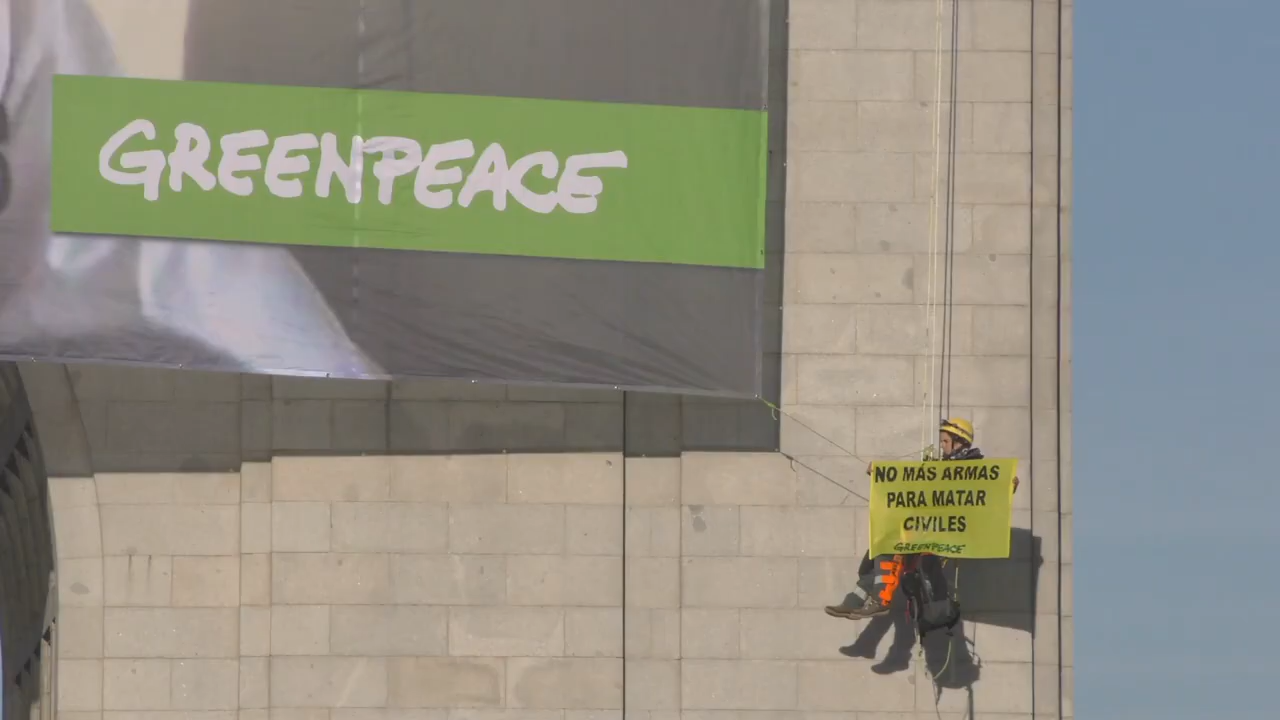 GREENPEACE
NO MÁS ARMAS
PARA MATAR
CIVILES
GREENPEACE